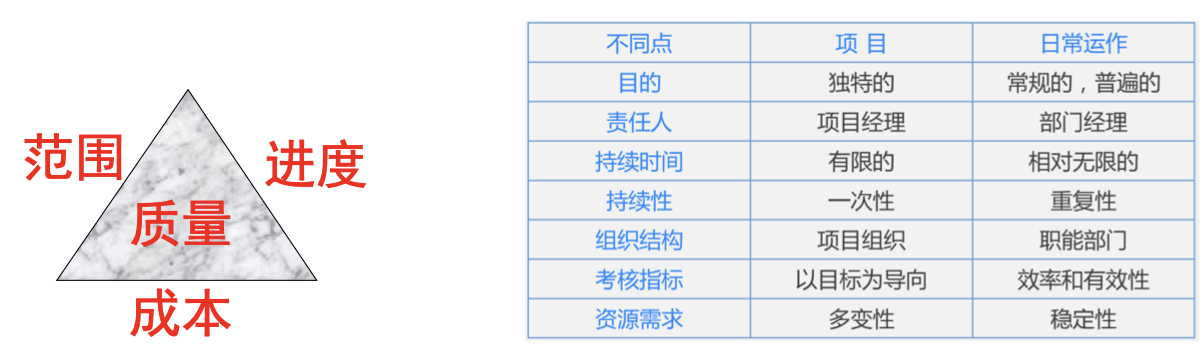 范围
进度
质量
成本
不同点 项 目 日常运作
目的 独特的 常规的，普遍的
责任人 项目经理 部门经理
持续时间 有限的 相对无限的
持续性 一次性 重复性
组织结构 项目组织 职能部门
考核指标 以目标为导向 效率和有效性
资源需求 多变性 稳定性